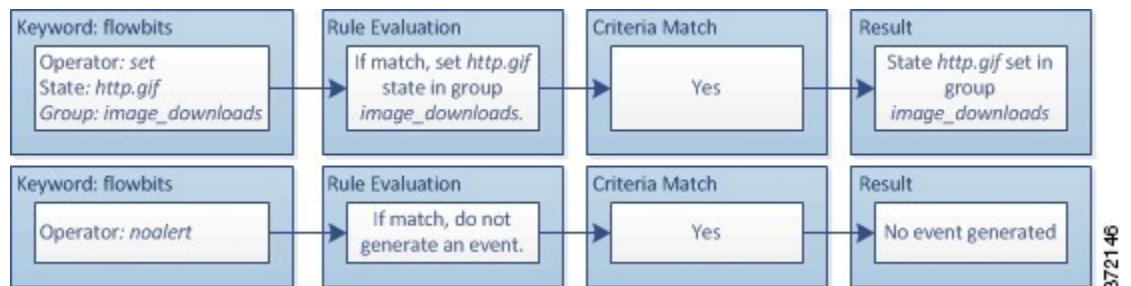 Keyword: flowbits
Operator: set
State: http.gif
Group: image_downloads
Rule Evaluation
If match, set http.gif
state in group
image_downloads.
Criteria Match
Yes
Result
State http.gif set in
group
image_downloads
Keyword: flowbits
Operator: noalert
Rule Evaluation
If match, do not
generate an event.
Criteria Match
Yes
Result
No event generated
372146